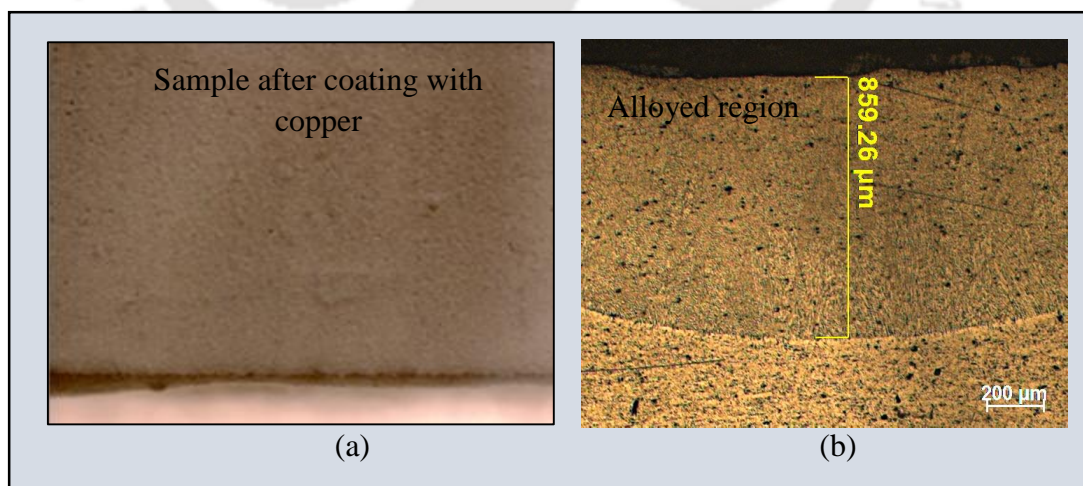 Sample after coating with
copper
Alloyed region
859.26 µm
200 µm
(a)
(b)